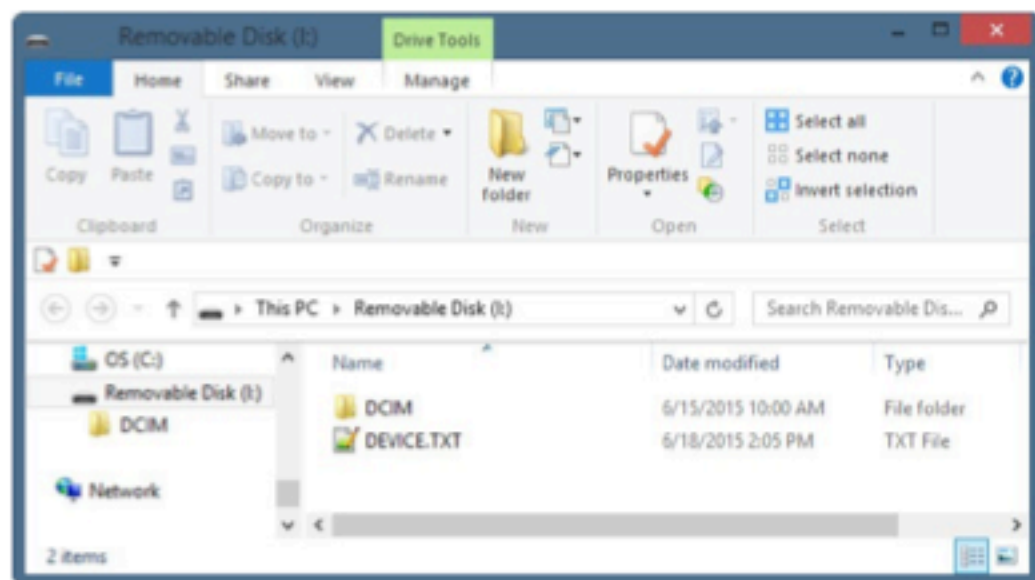 Removable Disk (I:) Drive Tools
File Home Share View Manage
Copy Paste Move to Copy to Delete Rename New folder Properties Select all Select none Invert selection
Clipboard Organize New Open Select
This PC Removable Disk (I:) Search Removable Dis...
OS (C:)
Removable Disk (I:)
DCIM
Network
Name Date modified Type
DCIM 6/15/2015 10:00 AM File folder
DEVICE.TXT 6/18/2015 2:05 PM TXT File
2 items